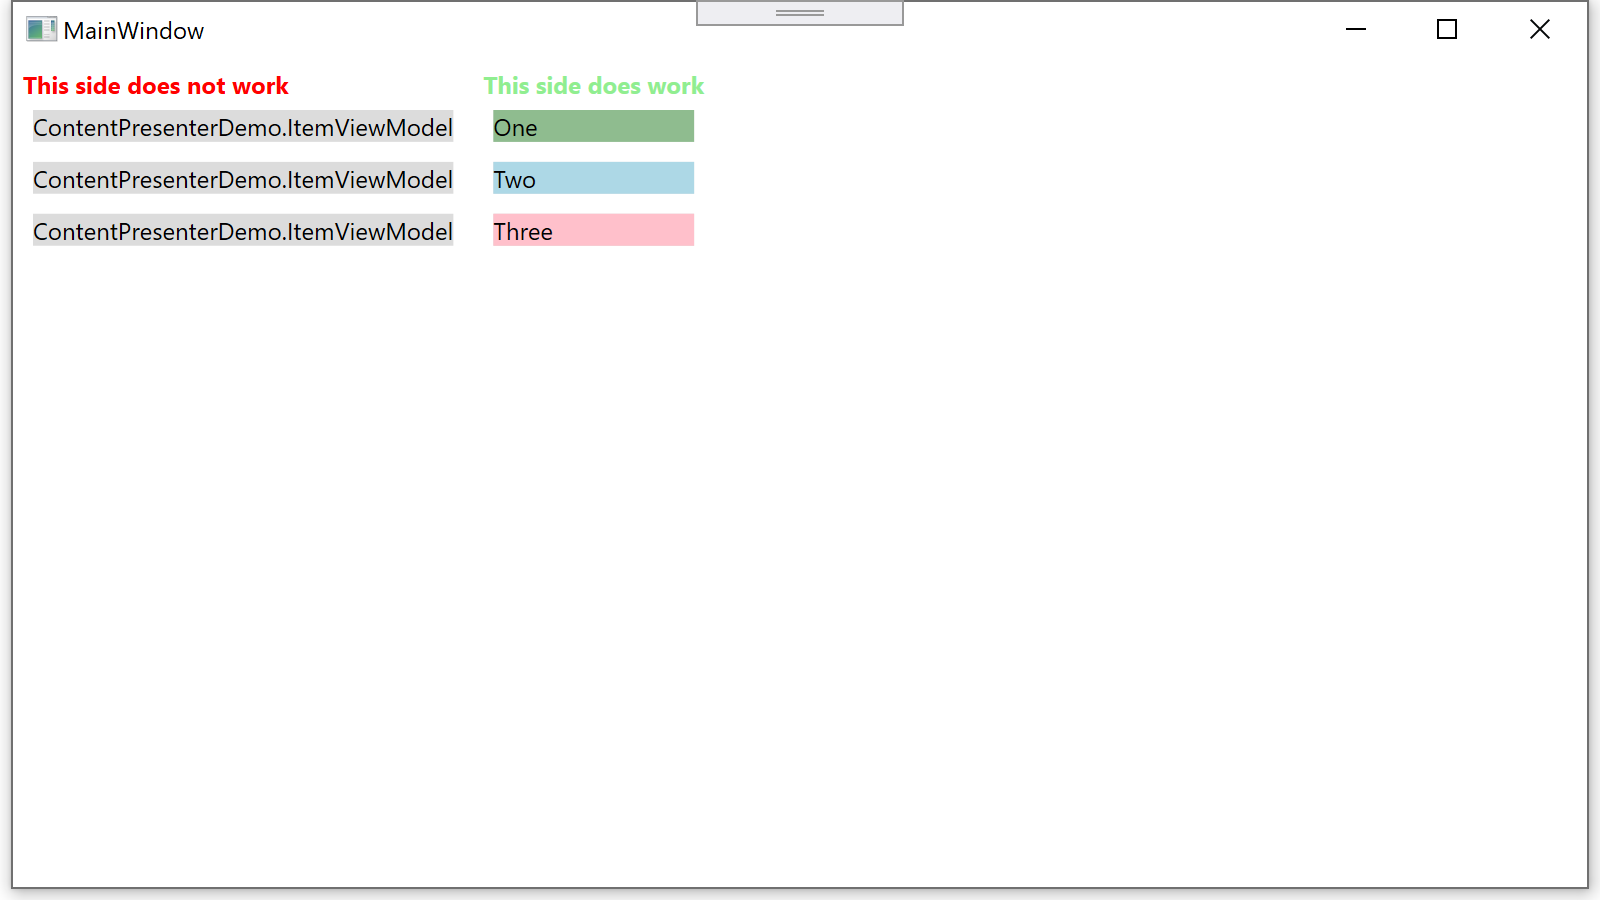 MainWindow
This side does not work
ContentPresenterDemo.ItemViewModel
ContentPresenterDemo.ItemViewModel
ContentPresenterDemo.ItemViewModel
This side does work
One
Two
Three